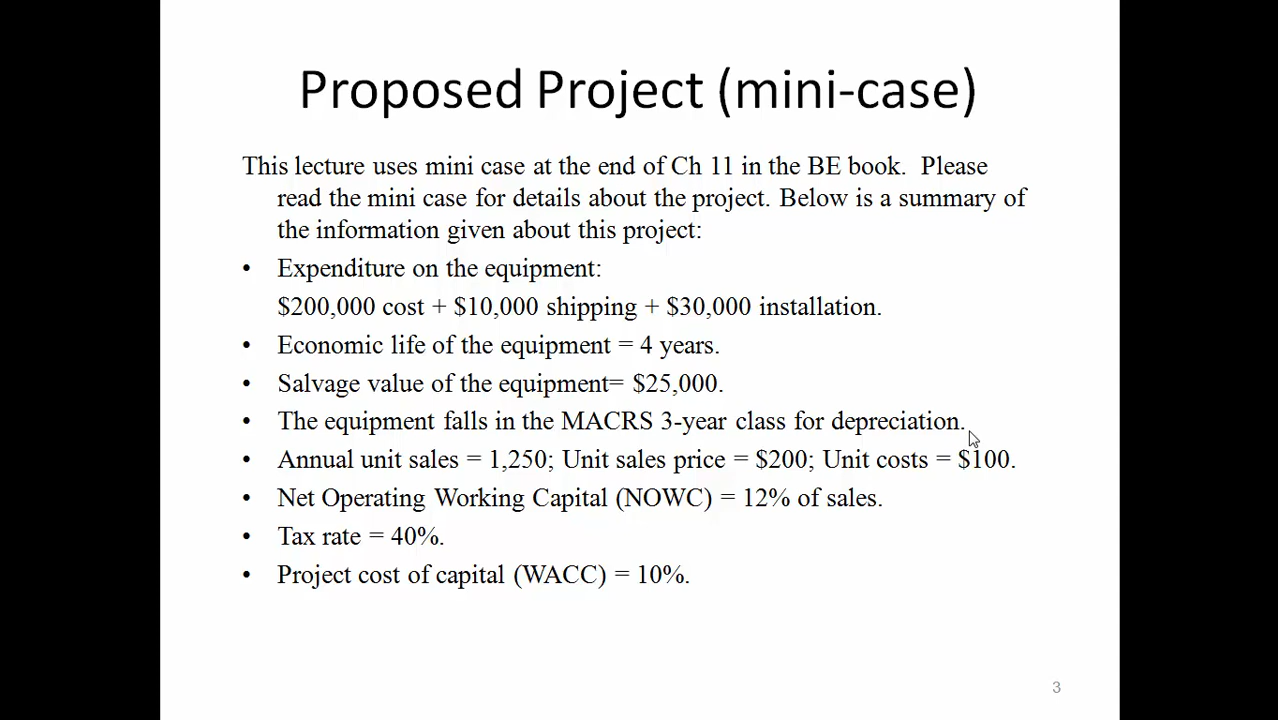 Proposed Project (mini-case)
This lecture uses mini case at the end of Ch 11 in the BE book.  Please
read the mini case for details about the project. Below is a summary of
the information given about this project:
• Expenditure on the equipment:
$200,000 cost + $10,000 shipping + $30,000 installation.
• Economic life of the equipment = 4 years.
• Salvage value of the equipment= $25,000.
• The equipment falls in the MACRS 3-year class for depreciation.
• Annual unit sales = 1,250; Unit sales price = $200; Unit costs = $100.
• Net Operating Working Capital (NOWC) = 12% of sales.
• Tax rate = 40%.
• Project cost of capital (WACC) = 10%.
3